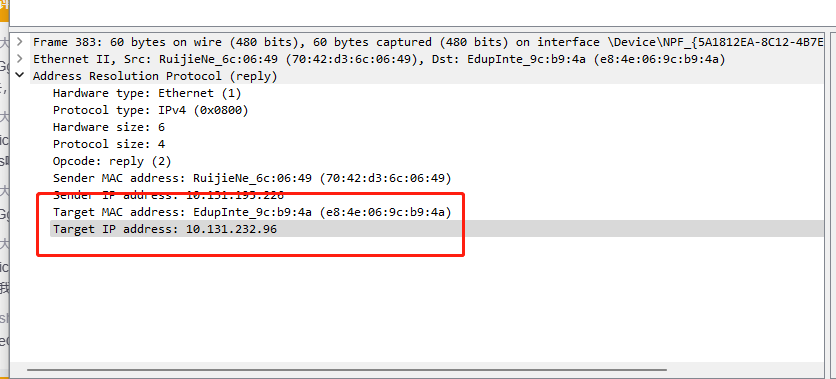 Frame 383: 60 bytes on wire (480 bits), 60 bytes captured (480 bits) on interface \Device\NPF_{5A1812EA-8C12-4B7E
Ethernet II, Src: RuijieNe_6c:06:49 (70:42:d3:6c:06:49), Dst: EdupInte_9c:b9:4a (e8:4e:06:9c:b9:4a)
Address Resolution Protocol (reply)
Hardware type: Ethernet (1)
Protocol type: IPv4 (0x0800)
Hardware size: 6
Protocol size: 4
Opcode: reply (2)
Sender MAC address: RuijieNe_6c:06:49 (70:42:d3:6c:06:49)
Sender IP address:
Target MAC address: EdupInte_9c:b9:4a (e8:4e:06:9c:b9:4a)
Target IP address: 10.131.232.96